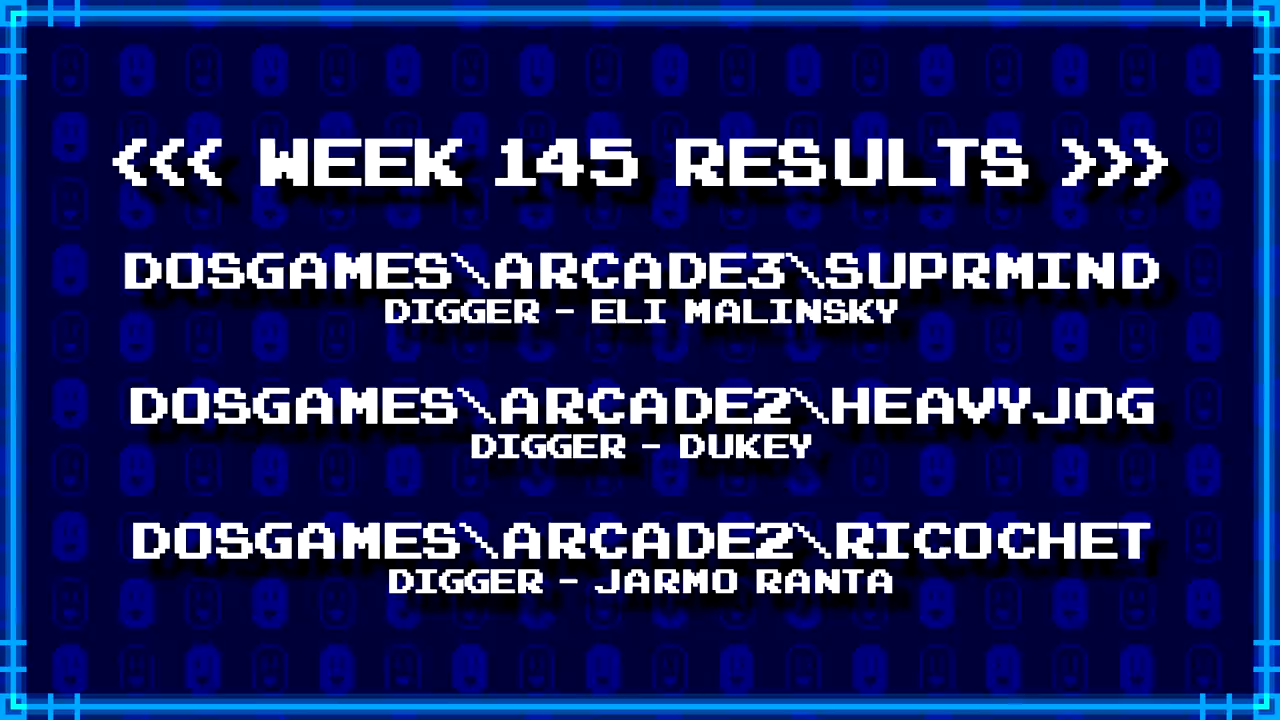 <<< WEEK 145 RESULTS >>>
DOSGAMES\ARCADE3\SUPRMIND
DIGGER - ELI MALINSKY
DOSGAMES\ARCADE2\HEAVYJOG
DIGGER - DUKEY
DOSGAMES\ARCADE2\RICOCHET
DIGGER - JARMO RANTA